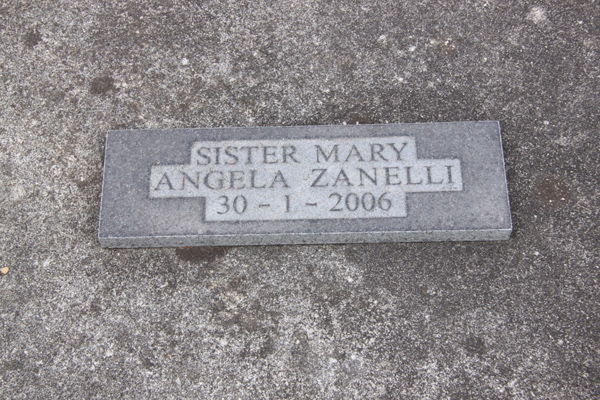 SISTER MARY
ANGELA ZANELLI
30 - 1 - 2006